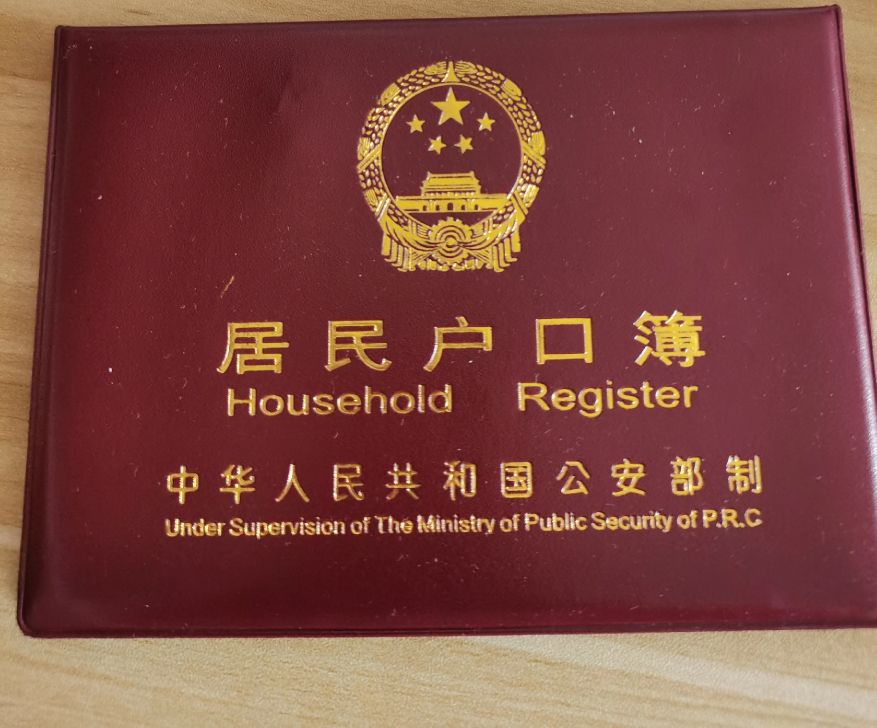 居民户口簿
Household Register
中华人民共和国公安部制
Under Supervision of The Ministry of Public Security of P.R.C